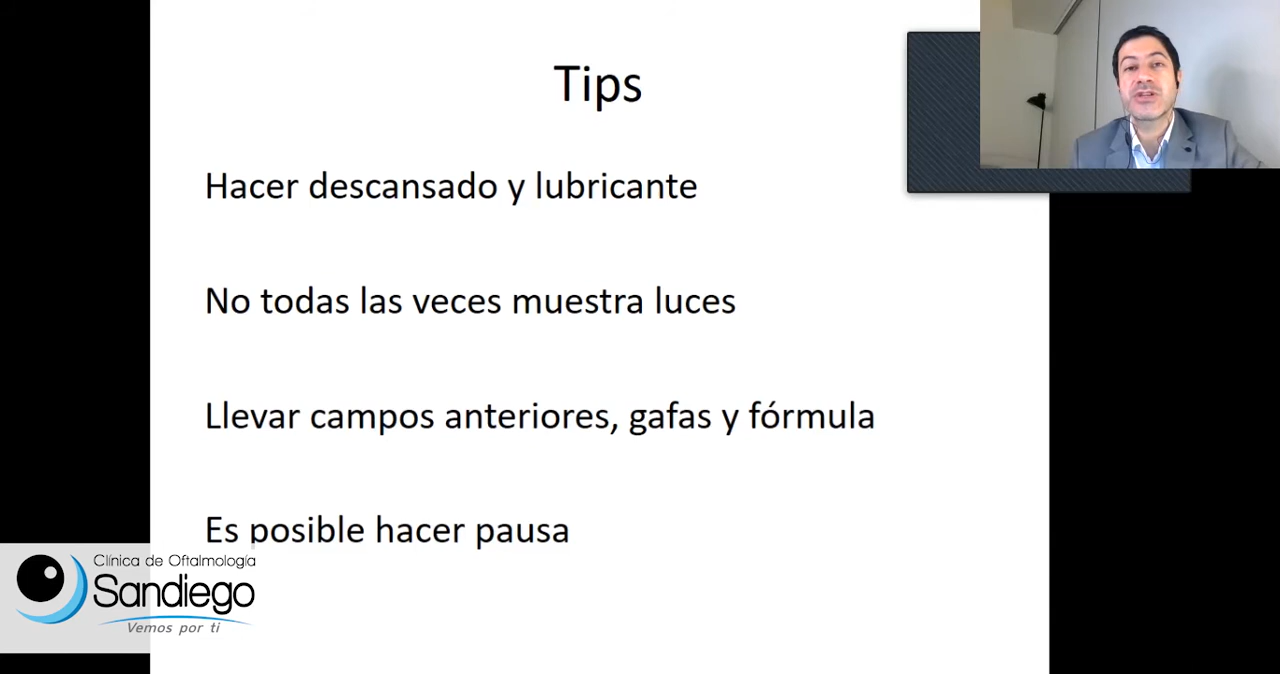 Tips
Hacer descansado y lubricante
No todas las veces muestra luces
Llevar campos anteriores, gafas y fórmula
Es posible hacer pausa
Clínica de Oftalmología
Sandiego
Vemos por ti